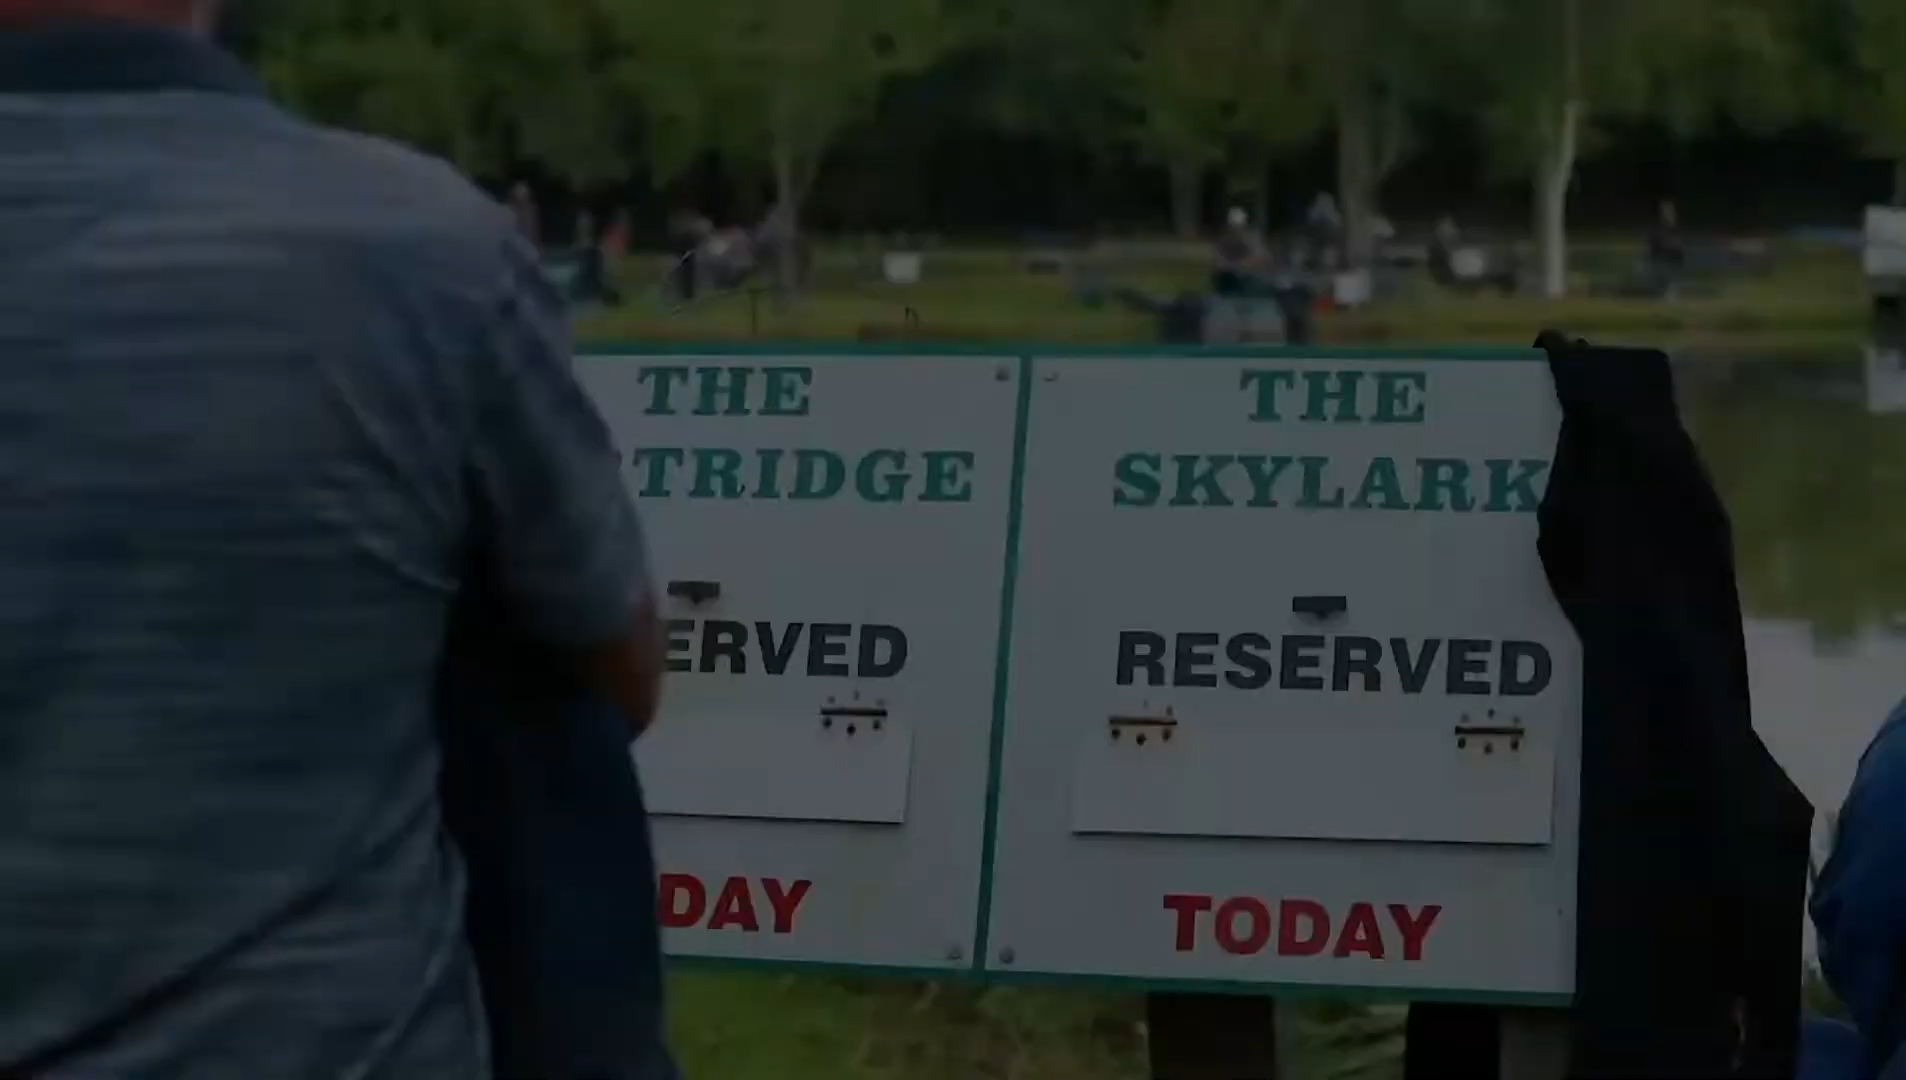 THE
TRIDGE
ERVED
DAY
THE
SKYLARK
RESERVED
TODAY